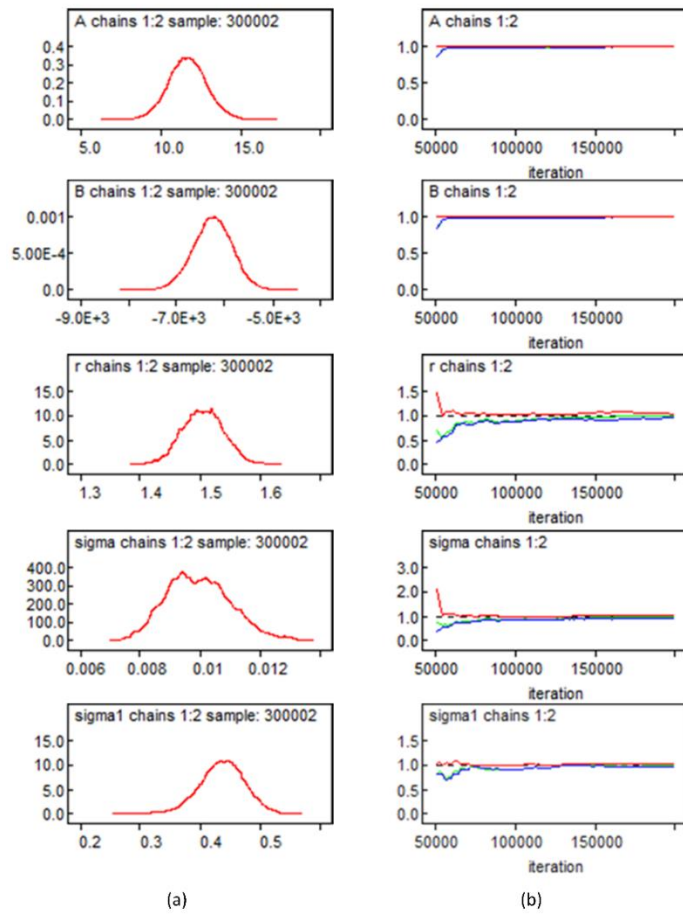 A chains 1:2 sample: 300002
0.4
0.3
0.2
0.1
0.0
5.0 10.0 15.0
A chains 1:2
1.0
0.5
0.0
50000 100000 150000
iteration
B chains 1:2 sample: 300002
0.001
5.00E-4
0.0
-9.0E+3 -7.0E+3 -5.0E+3
B chains 1:2
1.0
0.5
0.0
50000 100000 150000
iteration
r chains 1:2 sample: 300002
15.0
10.0
5.0
0.0
1.3 1.4 1.5 1.6
r chains 1:2
1.5
1.0
0.5
0.0
50000 100000 150000
iteration
sigma chains 1:2 sample: 300002
400.0
300.0
200.0
100.0
0.0
0.006 0.008 0.01 0.012
sigma chains 1:2
3.0
2.0
1.0
0.0
50000 100000 150000
iteration
sigma1 chains 1:2 sample: 300002
15.0
10.0
5.0
0.0
0.2 0.3 0.4 0.5
sigma1 chains 1:2
1.5
1.0
0.5
0.0
50000 100000 150000
iteration
(a) (b)